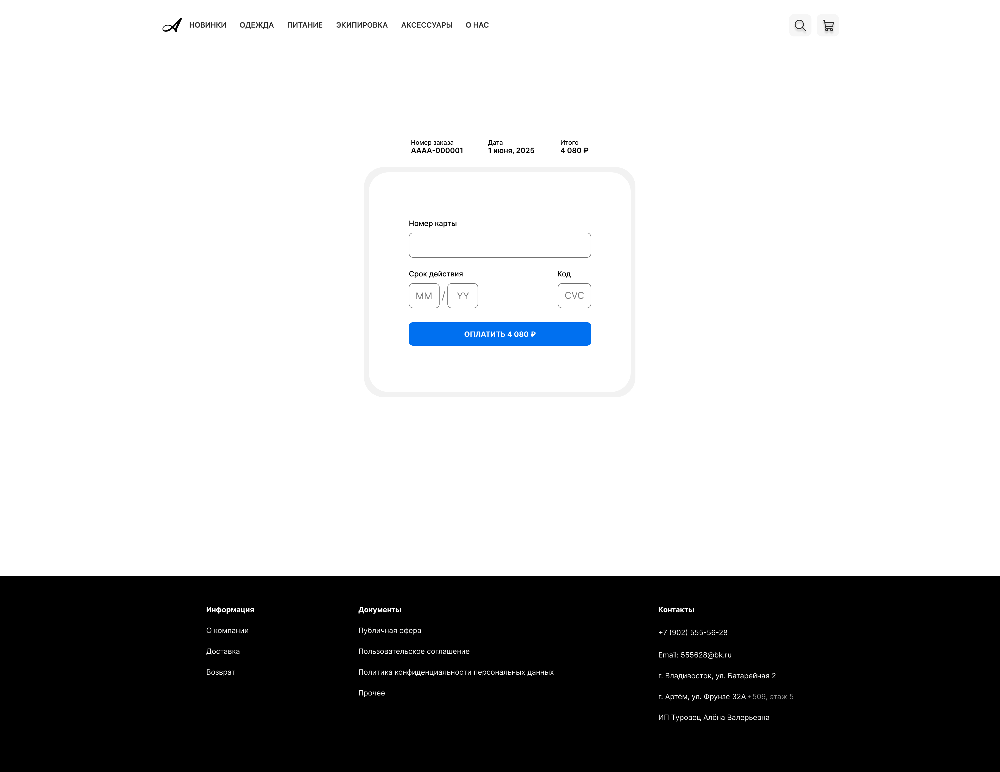 НОВИНКИ ОДЕЖДА ПИТАНИЕ ЭКИПИРОВКА АКСЕССУАРЫ О НАС
Номер заказа Дата Итого
АААА-000001 1 июня, 2025 4 080 ₽
Номер карты
Срок действия Код
MM / YY CVC
ОПЛАТИТЬ 4 080 ₽
Информация
О компании
Доставка
Возврат
Документы
Публичная офера
Пользовательское соглашение
Политика конфиденциальности персональных данных
Прочее
Контакты
+7 (902) 555-56-28
Email: 555628@bk.ru
г. Владивосток, ул. Батарейная 2
г. Артём, ул. Фрунзе 32А • 509, этаж 5
ИП Туровец Алёна Валерьевна